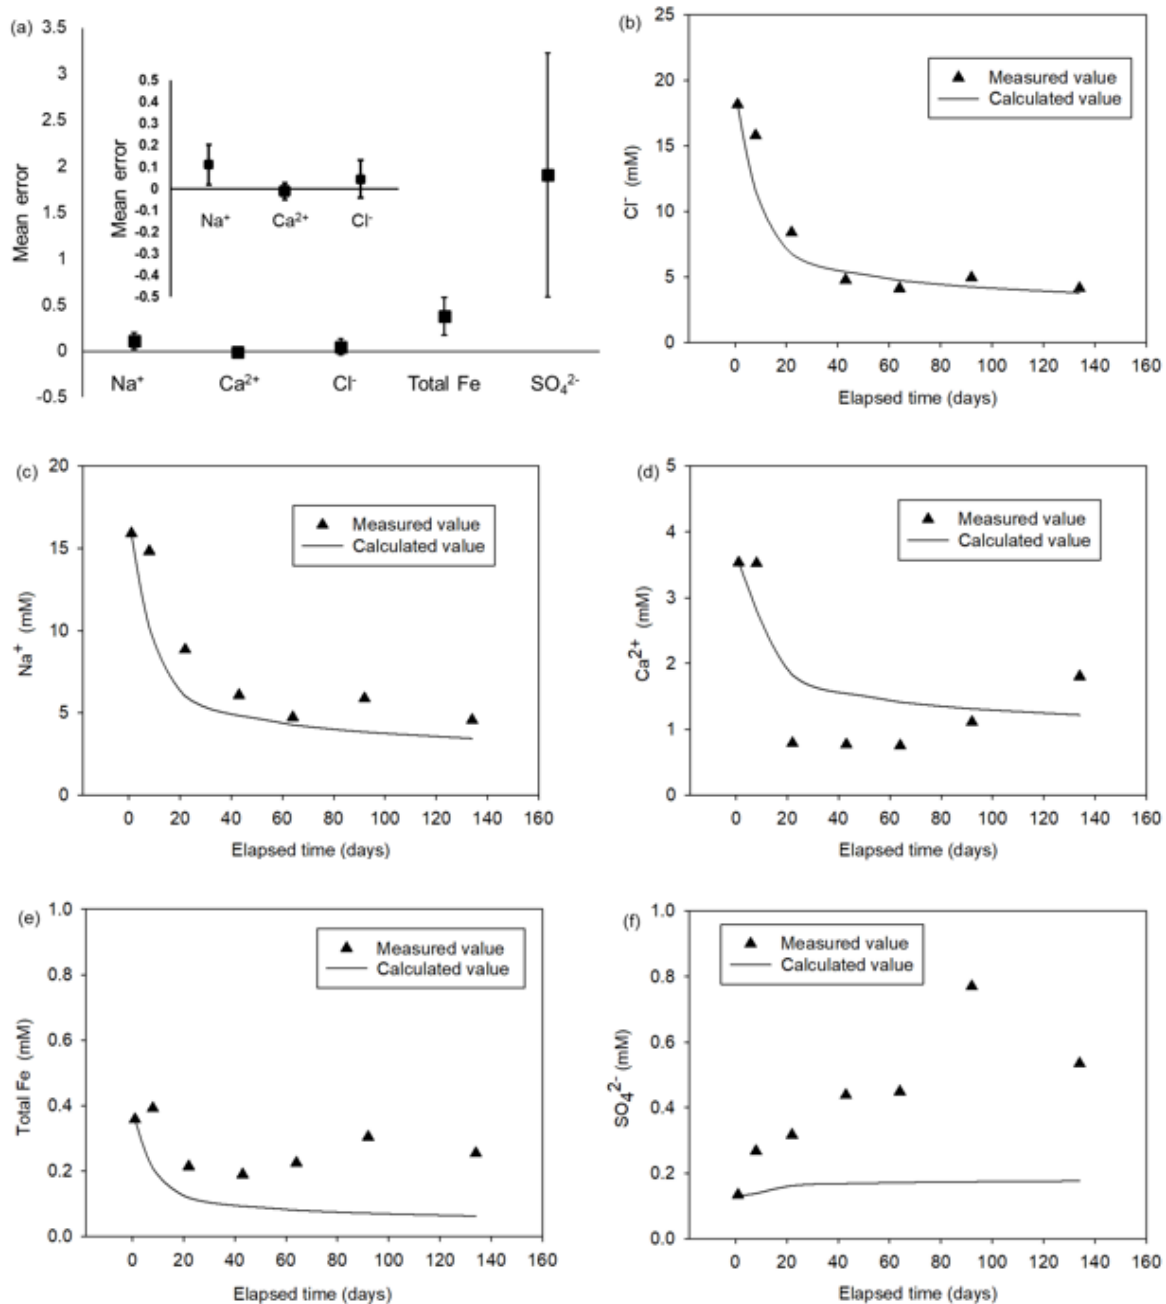 (a)
3.5
3
2.5
2
1.5
1
0.5
0
-0.5
Mean error
0.5
0.4
0.3
0.2
0.1
0
-0.1
-0.2
-0.3
-0.4
-0.5
Mean error
Na⁺ Ca²⁺ Cl⁻
Na⁺ Ca²⁺ Cl⁻ Total Fe SO₄²⁻
(b)
25
20
15
10
5
0
Cl⁻ (mM)
Measured value
Calculated value
0 20 40 60 80 100 120 140 160
Elapsed time (days)
(c)
20
15
10
5
0
Na⁺ (mM)
Measured value
Calculated value
0 20 40 60 80 100 120 140 160
Elapsed time (days)
(d)
5
4
3
2
1
0
Ca²⁺ (mM)
Measured value
Calculated value
0 20 40 60 80 100 120 140 160
Elapsed time (days)
(e)
1.0
0.8
0.6
0.4
0.2
0.0
Total Fe (mM)
Measured value
Calculated value
0 20 40 60 80 100 120 140 160
Elapsed time (days)
(f)
1.0
0.8
0.6
0.4
0.2
0.0
SO₄²⁻ (mM)
Measured value
Calculated value
0 20 40 60 80 100 120 140 160
Elapsed time (days)